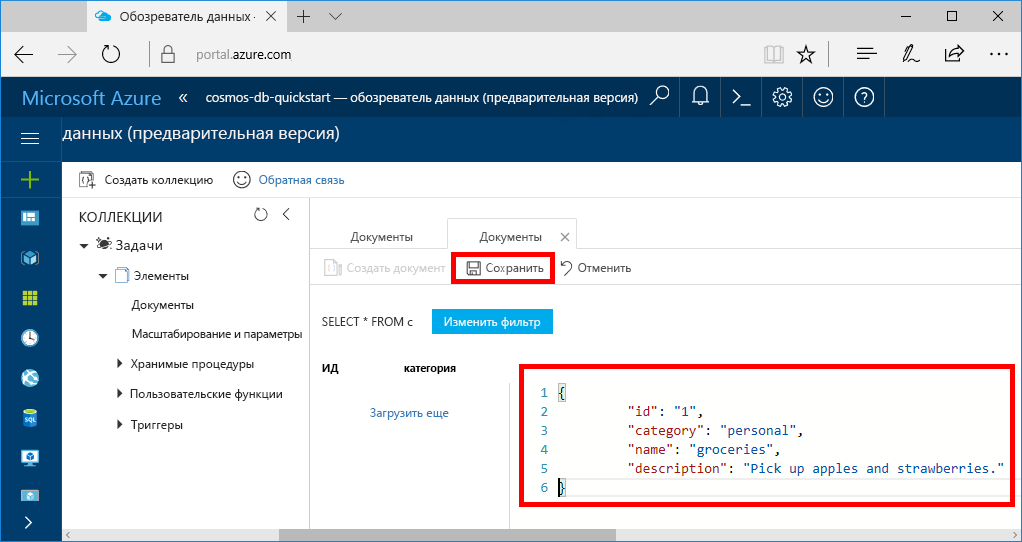 Обозреватель данных -
portal.azure.com
Microsoft Azure « cosmos-db-quickstart — обозреватель данных (предварительная версия)
данных (предварительная версия)
Создать коллекцию Обратная связь
КОЛЛЕКЦИИ
Задачи
Элементы
Документы
Масштабирование и параметры
Хранимые процедуры
Пользовательские функции
Триггеры
Документы Документы
Создать документ Сохранить Отменить
SELECT * FROM c Изменить фильтр
ИД категория
Загрузить еще
1 {
2 "id": "1",
3 "category": "personal",
4 "name": "groceries",
5 "description": "Pick up apples and strawberries."
6 }
SQL